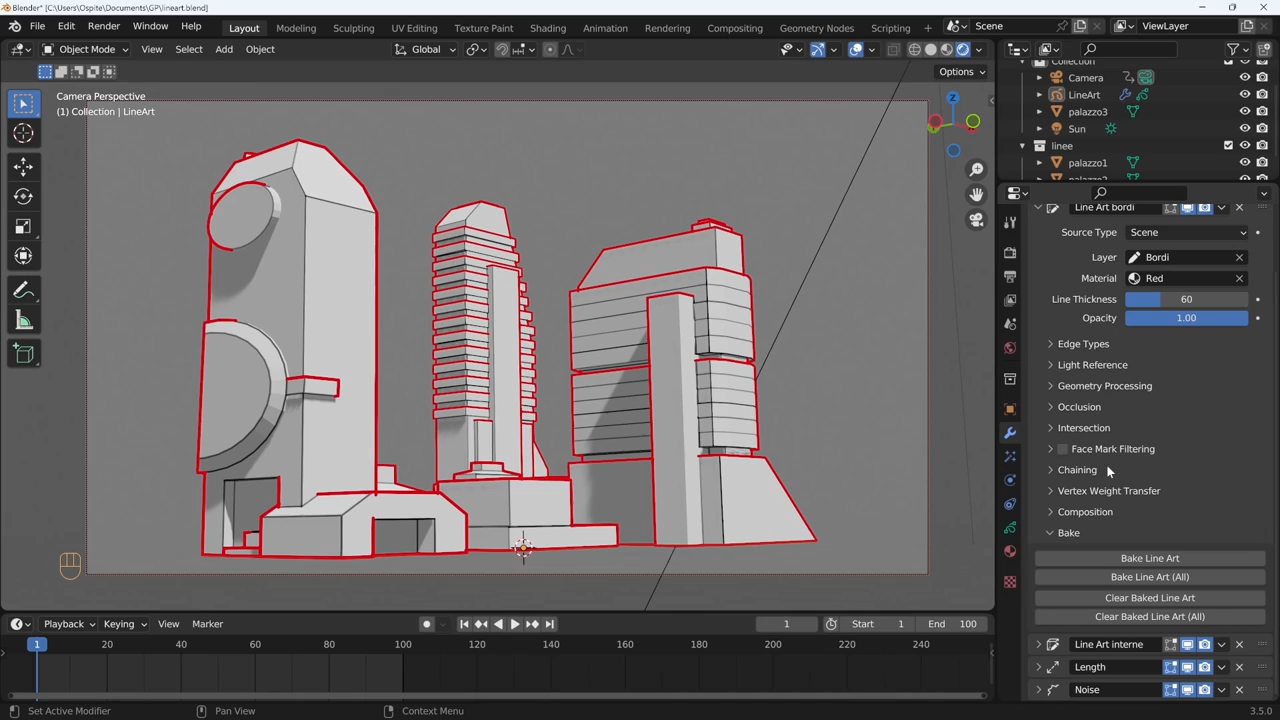 Blender* [C:\Users\Ospite\Documents\GP\lineart.blend]
File Edit Render Window Help Layout Modeling Sculpting UV Editing Texture Paint Shading Animation Rendering Compositing Geometry Nodes Scripting Scene ViewLayer
Object Mode View Select Add Object Global
Options
Camera Perspective
(1) Collection | LineArt
Z
Collection
Camera
LineArt
palazzo3
Sun
linee
palazzo1
Line Art bordi
Source Type Scene
Layer Bordi
Material Red
Line Thickness 60
Opacity 1.00
Edge Types
Light Reference
Geometry Processing
Occlusion
Intersection
Face Mark Filtering
Chaining
Vertex Weight Transfer
Composition
Bake
Bake Line Art
Bake Line Art (All)
Clear Baked Line Art
Clear Baked Line Art (All)
Line Art interne
Length
Noise
Playback Keying View Marker 1 Start 1 End 100
1 20 40 60 80 100 120 140 160 180 200 220 240
Set Active Modifier Pan View Context Menu 3.5.0